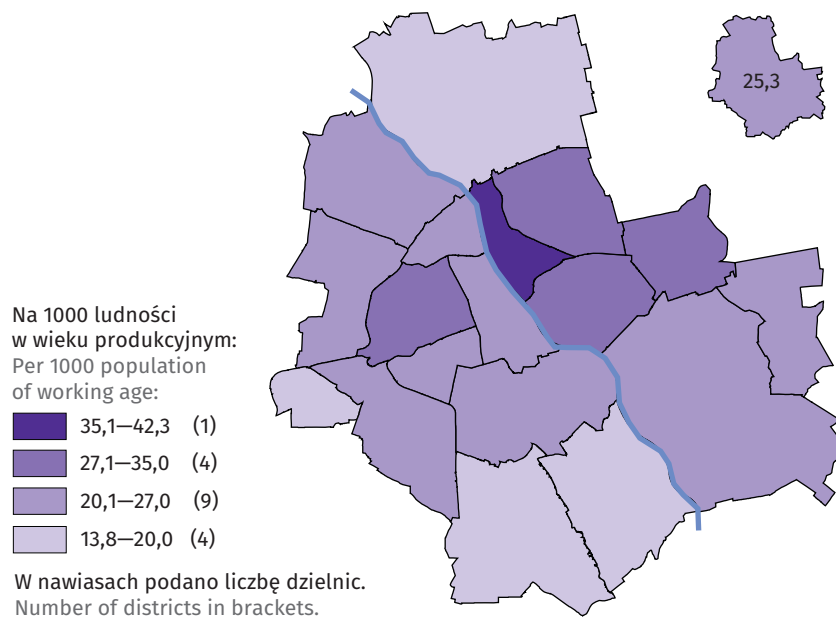 25,3
Na 1000 ludności
w wieku produkcyjnym:
Per 1000 population
of working age:
35,1—42,3 (1)
27,1—35,0 (4)
20,1—27,0 (9)
13,8—20,0 (4)
W nawiasach podano liczbę dzielnic.
Number of districts in brackets.